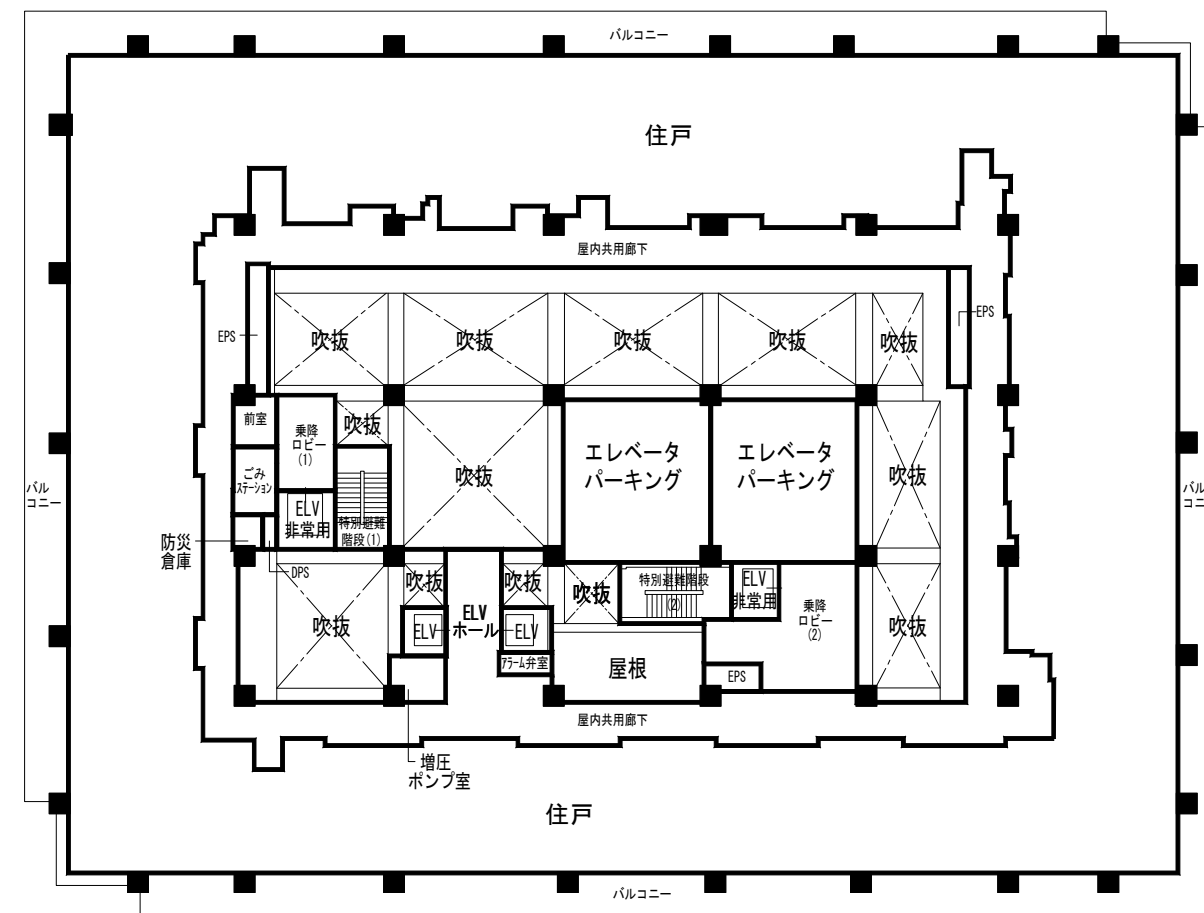 バルコニー
住戸
屋内共用廊下
EPS
吹抜
吹抜
吹抜
吹抜
吹抜
EPS
前室
乗降
ロビー
(1)
吹抜
吹抜
エレベータ
パーキング
エレベータ
パーキング
吹抜
ごみ
ステーション
ELV
非常用
特別避難
階段(1)
バル
コニー
バル
コニー
防災
倉庫
DPS
吹抜
吹抜
ELV
ELV
ホール
吹抜
ELV
アラーム弁室
吹抜
特別避難階段
(2)
ELV
非常用
乗降
ロビー
(2)
吹抜
屋根
EPS
屋内共用廊下
増圧
ポンプ室
住戸
バルコニー